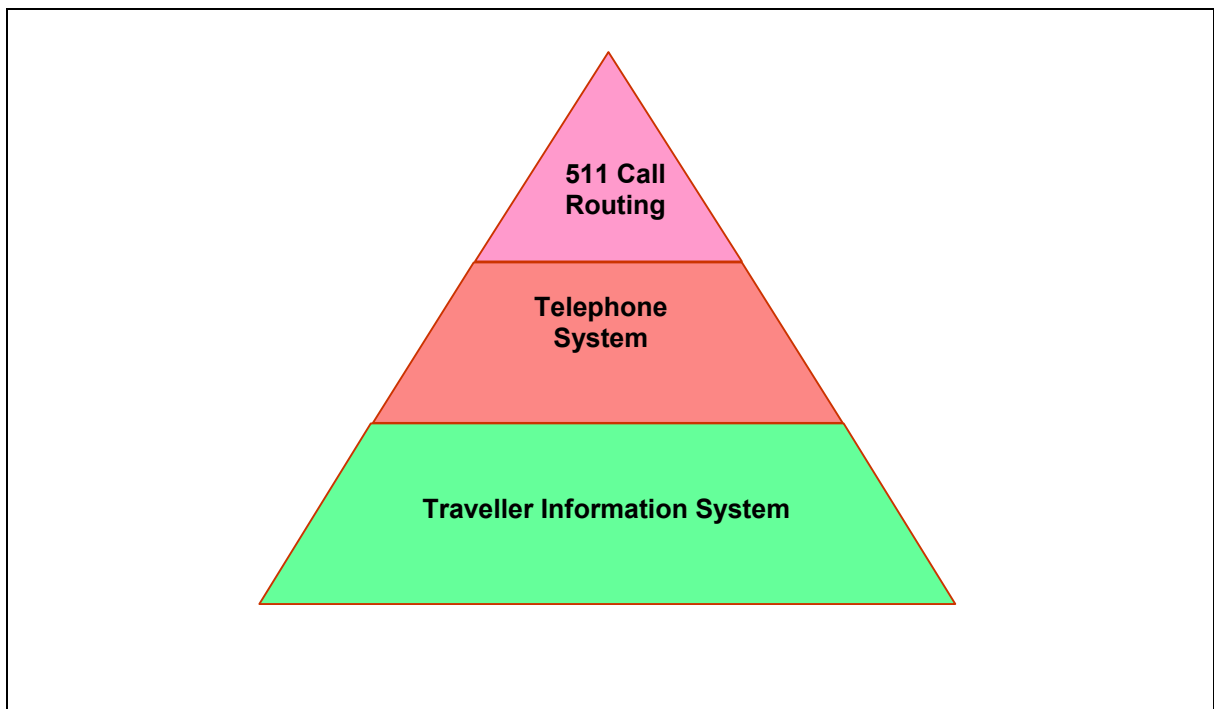 511 Call
Routing
Telephone
System
Traveller Information System